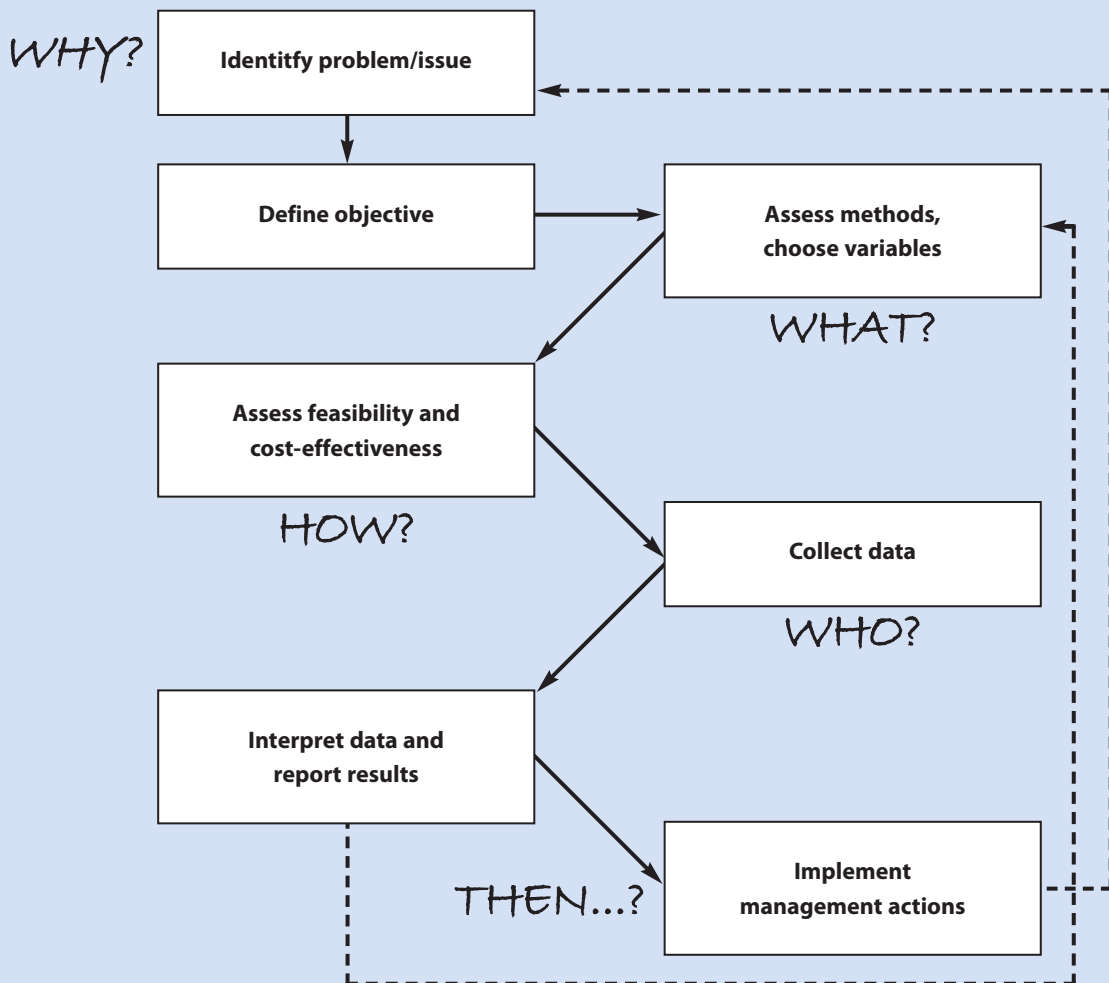 WHY?
Identitfy problem/issue
Define objective
Assess methods,
choose variables
WHAT?
Assess feasibility and
cost-effectiveness
HOW?
Collect data
WHO?
Interpret data and
report results
THEN...?
Implement
management actions